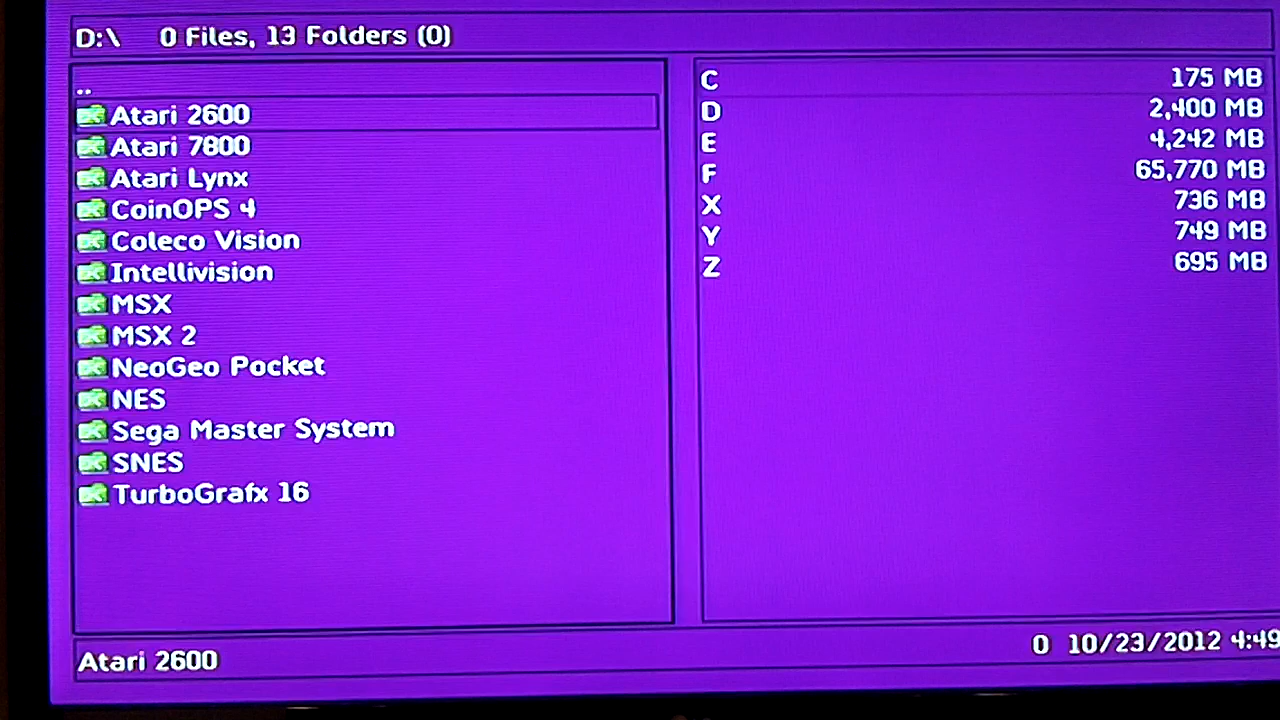 D:\ 0 Files, 13 Folders (0)
..
Atari 2600
Atari 7800
Atari Lynx
CoinOPS 4
Coleco Vision
Intellivision
MSX
MSX 2
NeoGeo Pocket
NES
Sega Master System
SNES
TurboGrafx 16
C 175 MB
D 2,400 MB
E 4,242 MB
F 65,770 MB
X 736 MB
Y 749 MB
Z 695 MB
Atari 2600 0 10/23/2012 4:49